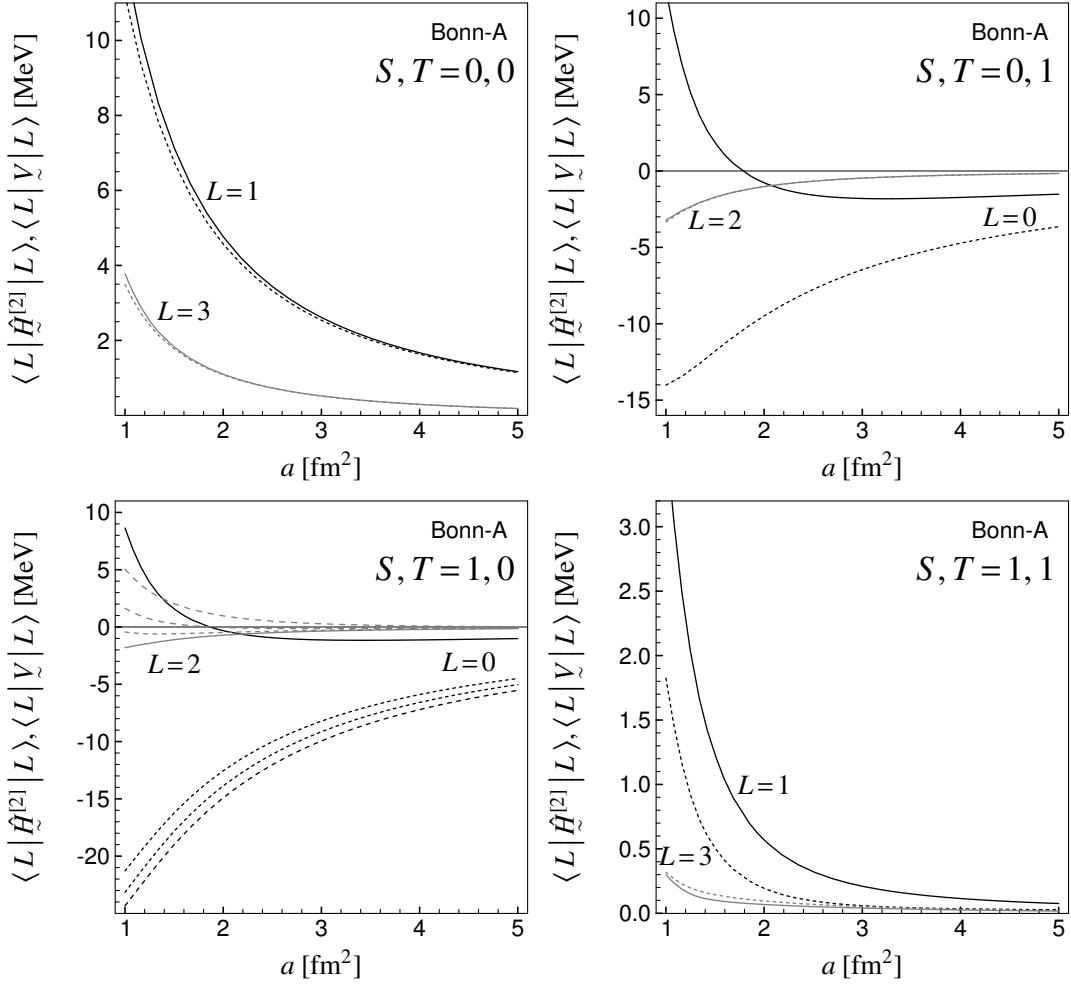 ⟨L|Ĥ̰^[2]|L⟩,⟨L|V̰|L⟩ [MeV]
10
8
6
4
2
Bonn-A
S, T=0,0
L=1
L=3
1 2 3 4 5
a [fm²]
⟨L|Ĥ̰^[2]|L⟩,⟨L|V̰|L⟩ [MeV]
10
5
0
-5
-10
-15
Bonn-A
S, T=0,1
L=2
L=0
1 2 3 4 5
a [fm²]
⟨L|Ĥ̰^[2]|L⟩,⟨L|V̰|L⟩ [MeV]
10
5
0
-5
-10
-15
-20
Bonn-A
S, T=1,0
L=2
L=0
1 2 3 4 5
a [fm²]
⟨L|Ĥ̰^[2]|L⟩,⟨L|V̰|L⟩ [MeV]
3.0
2.5
2.0
1.5
1.0
0.5
0.0
Bonn-A
S, T=1,1
L=1
L=3
1 2 3 4 5
a [fm²]